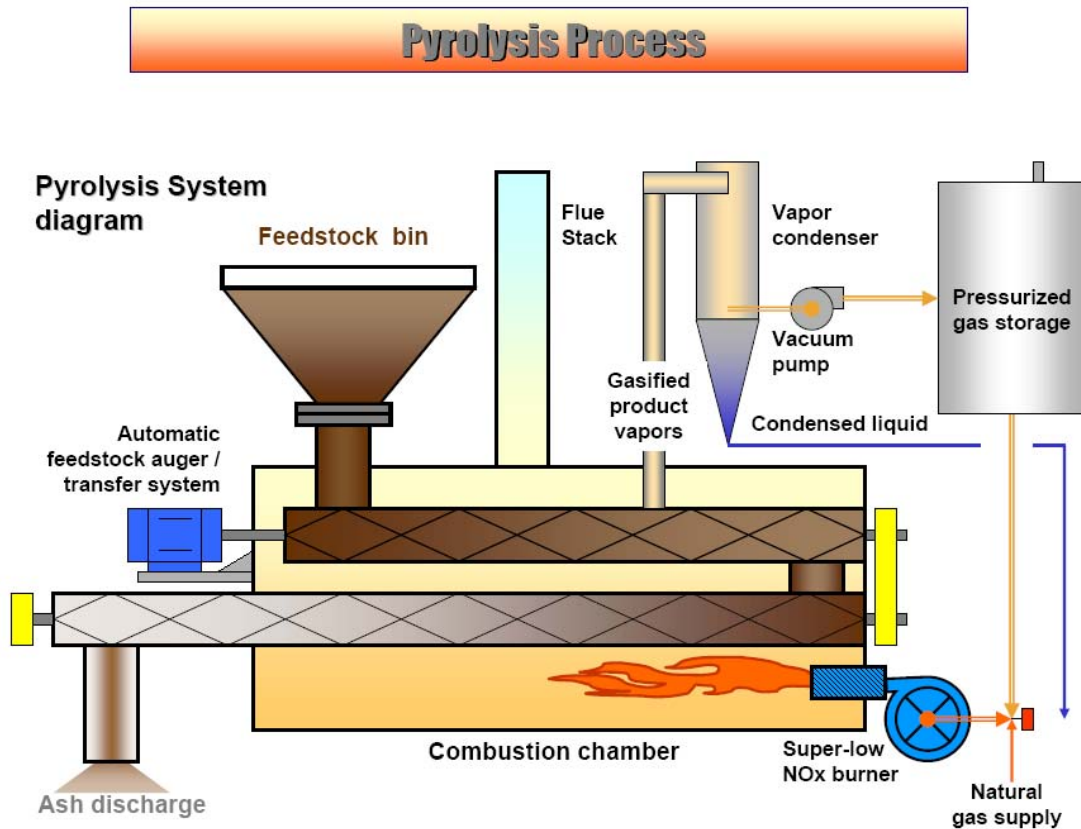 Pyrolysis Process
Pyrolysis System
diagram
Feedstock bin
Flue
Stack
Vapor
condenser
Pressurized
gas storage
Vacuum
pump
Gasified
product
vapors
Condensed liquid
Automatic
feedstock auger /
transfer system
Combustion chamber
Super-low
NOx burner
Natural
gas supply
Ash discharge